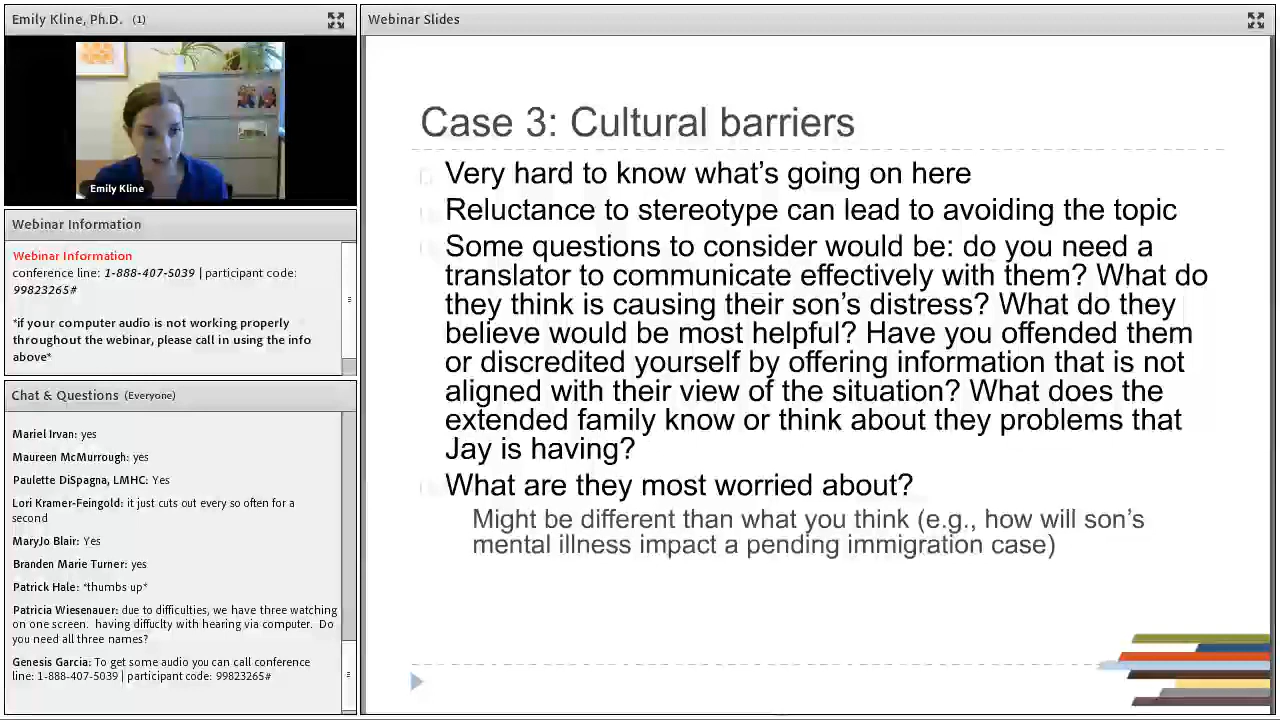 Emily Kline, Ph.D. (1)
Emily Kline
Webinar Information
Webinar Information
conference line: 1-888-407-5039 | participant code:
99823265#
*if your computer audio is not working properly
throughout the webinar, please call in using the info
above*
Chat & Questions (Everyone)
Mariel Irvan: yes
Maureen McMurrough: yes
Paulette DiSpagna, LMHC: Yes
Lori Kramer-Feingold: it just cuts out every so often for a
second
MaryJo Blair: Yes
Branden Marie Turner: yes
Patrick Hale: *thumbs up*
Patricia Wiesenauer: due to difficulties, we have three watching
on one screen. having diffuclty with hearing via computer. Do
you need all three names?
Genesis Garcia: To get some audio you can call conference
line: 1-888-407-5039 | participant code: 99823265#
Webinar Slides
Case 3: Cultural barriers
Very hard to know what's going on here
Reluctance to stereotype can lead to avoiding the topic
Some questions to consider would be: do you need a
translator to communicate effectively with them? What do
they think is causing their son's distress? What do they
believe would be most helpful? Have you offended them
or discredited yourself by offering information that is not
aligned with their view of the situation? What does the
extended family know or think about they problems that
Jay is having?
What are they most worried about?
Might be different than what you think (e.g., how will son's
mental illness impact a pending immigration case)